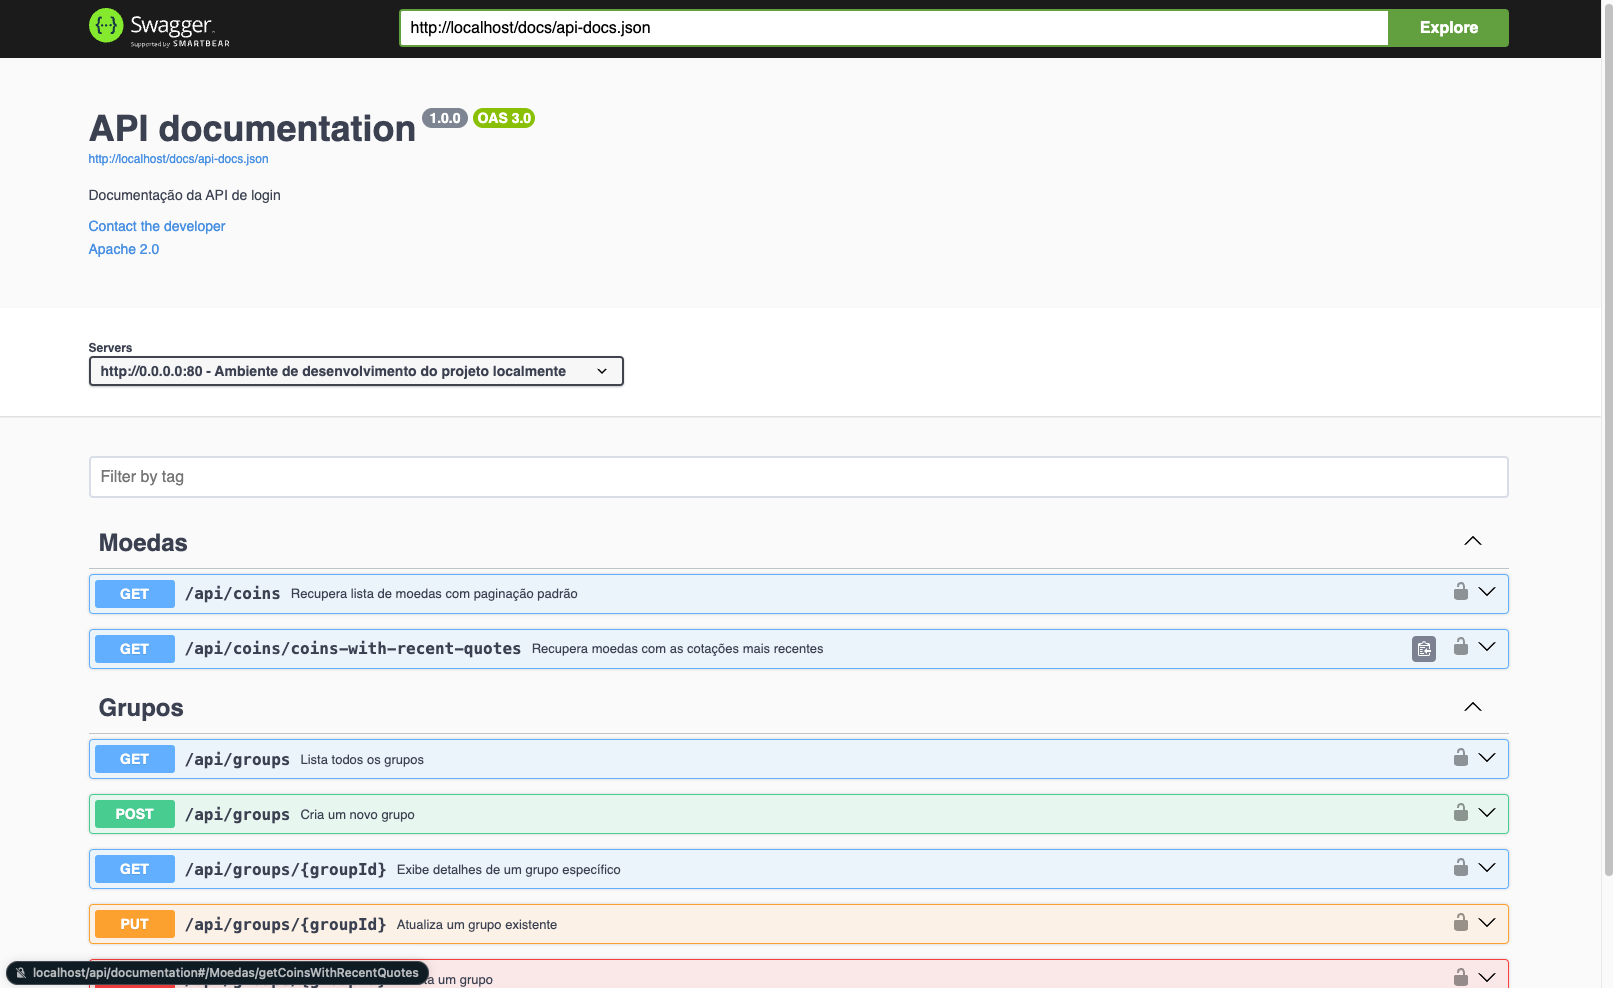 Swagger
Supported by SMARTBEAR
http://localhost/docs/api-docs.json
Explore
API documentation 1.0.0 OAS 3.0
http://localhost/docs/api-docs.json
Documentação da API de login
Contact the developer
Apache 2.0
Servers
http://0.0.0.0:80 - Ambiente de desenvolvimento do projeto localmente
Filter by tag
Moedas
GET /api/coins Recupera lista de moedas com paginação padrão
GET /api/coins/coins-with-recent-quotes Recupera moedas com as cotações mais recentes
Grupos
GET /api/groups Lista todos os grupos
POST /api/groups Cria um novo grupo
GET /api/groups/{groupId} Exibe detalhes de um grupo específico
PUT /api/groups/{groupId} Atualiza um grupo existente
um grupo
localhost/api/documentation#/Moedas/getCoinsWithRecentQuotes